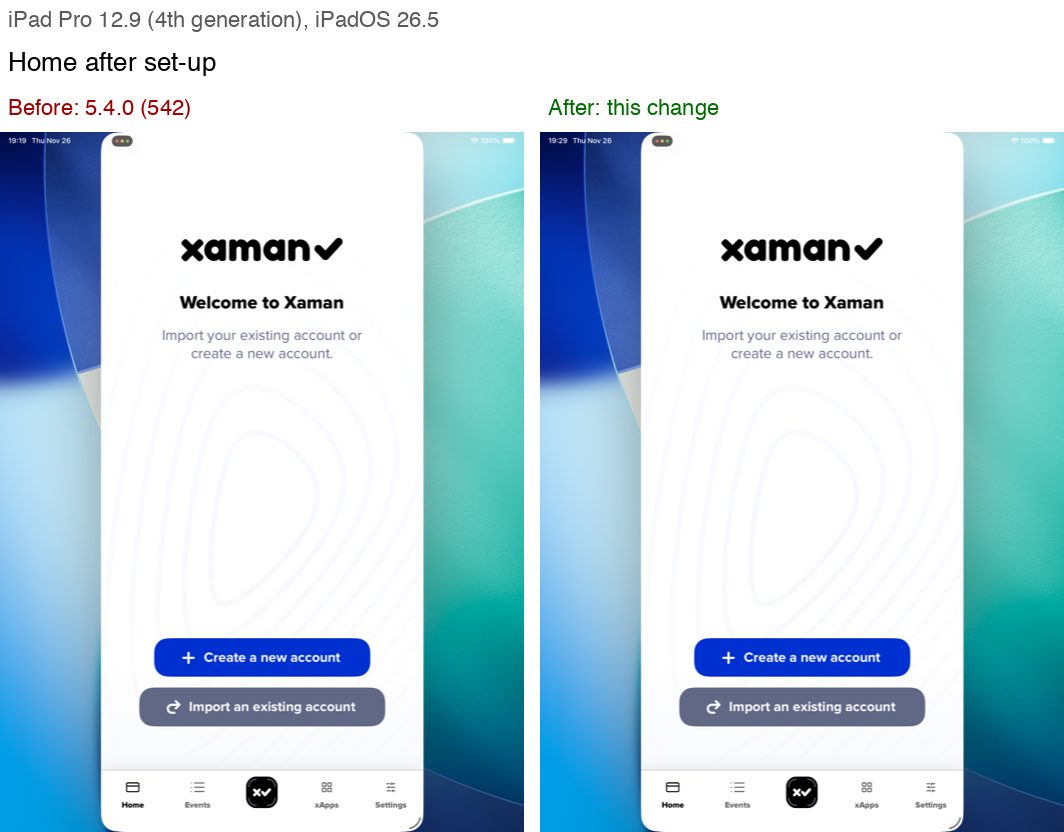 iPad Pro 12.9 (4th generation), iPadOS 26.5
Home after set-up
Before: 5.4.0 (542)
After: this change
19:19 Thu Nov 26
100%
19:29 Thu Nov 26
100%
xaman
Welcome to Xaman
Import your existing account or
create a new account.
Create a new account
Import an existing account
Home Events xApps Settings
xaman
Welcome to Xaman
Import your existing account or
create a new account.
Create a new account
Import an existing account
Home Events xApps Settings